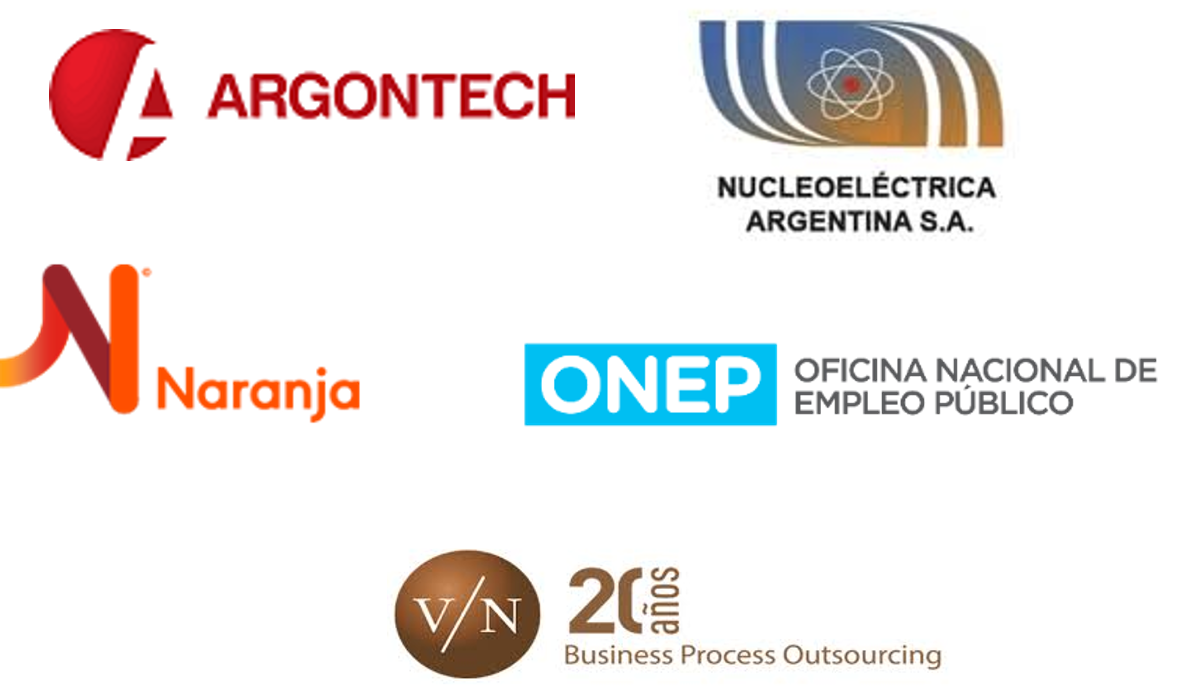 ARGONTECH
NUCLEOELÉCTRICA
ARGENTINA S.A.
N®
Naranja
ONEP
OFICINA NACIONAL DE
EMPLEO PÚBLICO
V/N
20 años
Business Process Outsourcing